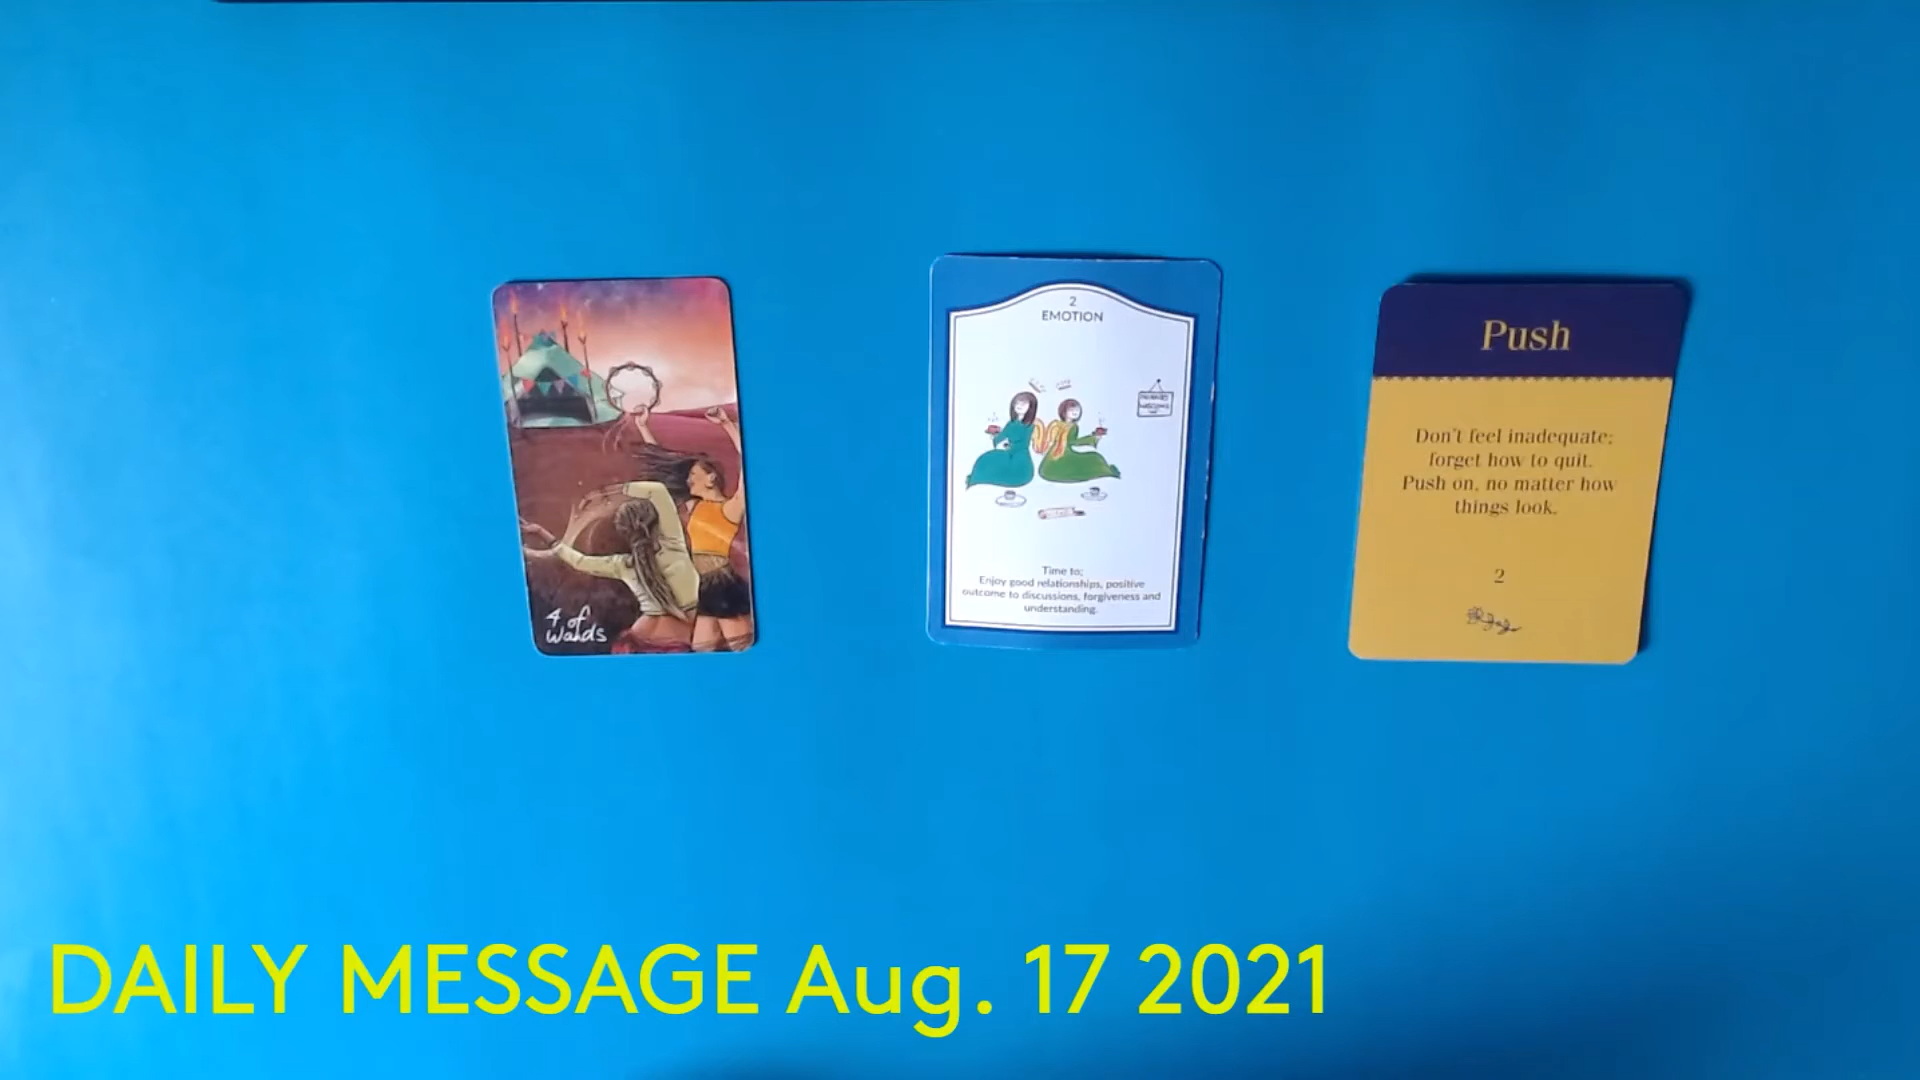 4 of
Wands
2
EMOTION
Time to;
Enjoy good relationships, positive
outcome to discussions, forgiveness and
understanding.
Push
Don't feel inadequate;
forget how to quit.
Push on, no matter how
things look.
2
DAILY MESSAGE Aug. 17 2021